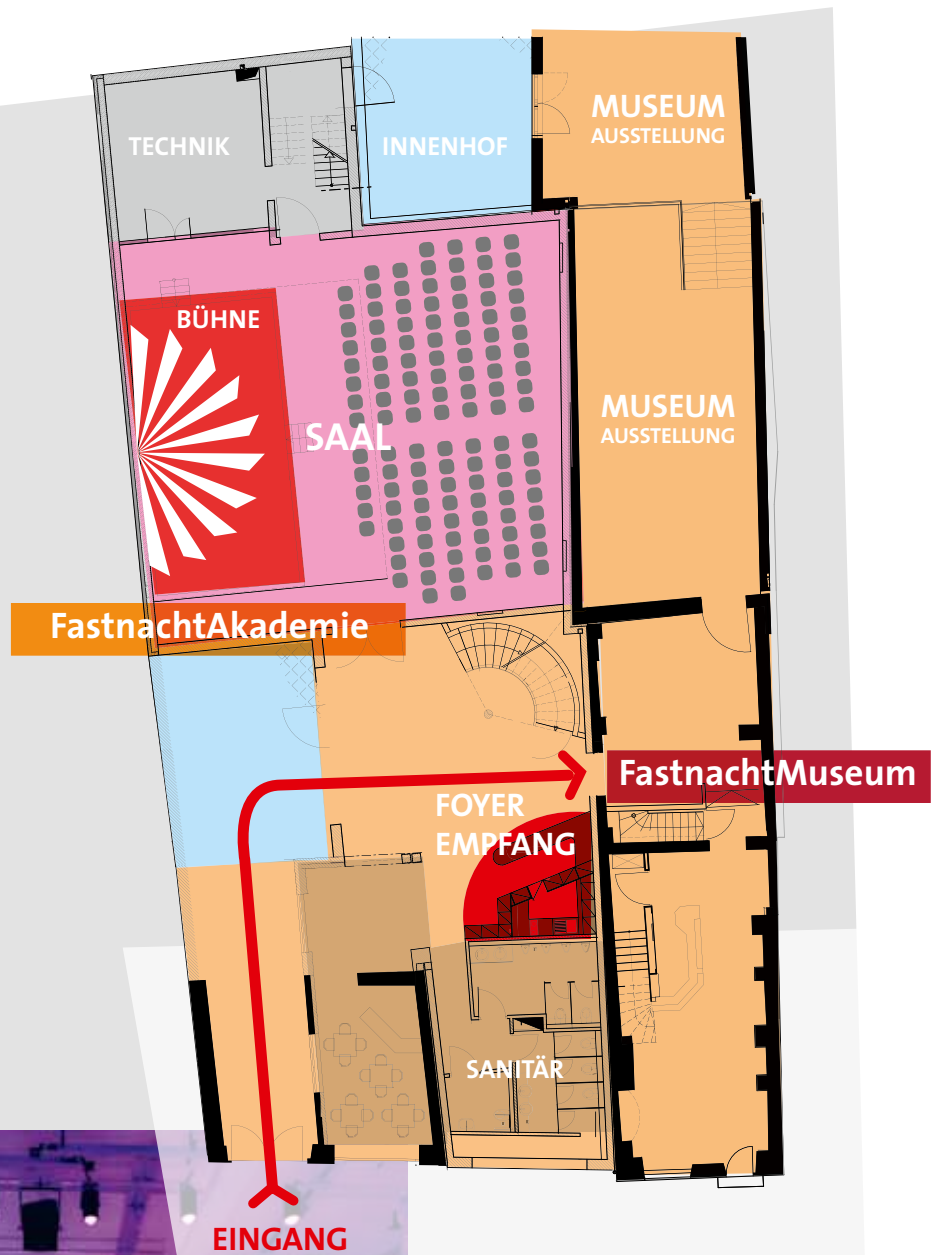 MUSEUM
AUSSTELLUNG
TECHNIK
INNENHOF
BÜHNE
MUSEUM
AUSSTELLUNG
SAAL
FastnachtAkademie
FastnachtMuseum
FOYER
EMPFANG
SANITÄR
EINGANG